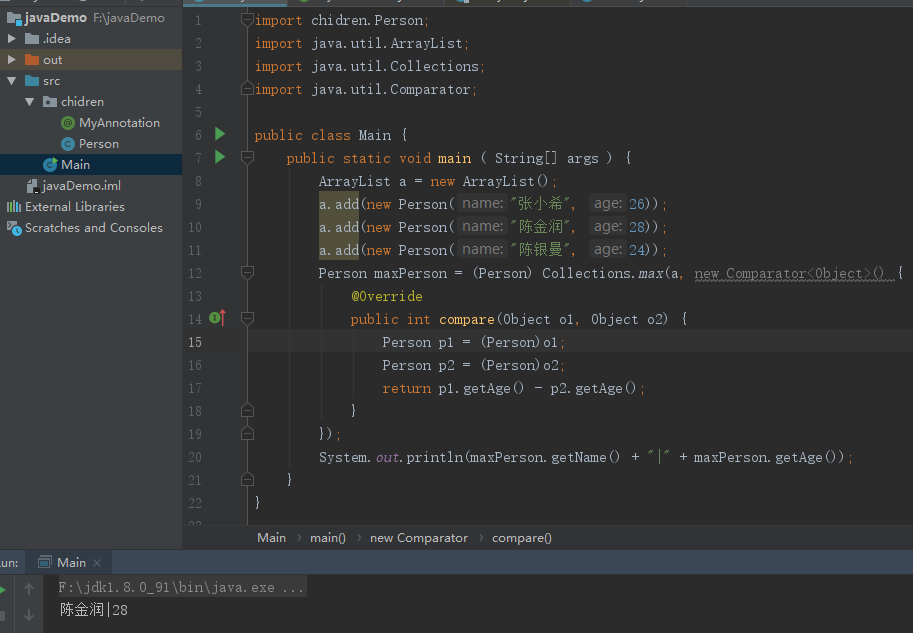 javaDemo F:\javaDemo
.idea
out
src
chidren
MyAnnotation
Person
Main
javaDemo.iml
External Libraries
Scratches and Consoles
1 import chidren.Person;
2 import java.util.ArrayList;
3 import java.util.Collections;
4 import java.util.Comparator;
5
6 public class Main {
7 public static void main ( String[] args ) {
8 ArrayList a = new ArrayList();
9 a.add(new Person( name: "张小希", age: 26));
10 a.add(new Person( name: "陈金润", age: 28));
11 a.add(new Person( name: "陈银曼", age: 24));
12 Person maxPerson = (Person) Collections.max(a, new Comparator<Object>() {
13 @Override
14 public int compare(Object o1, Object o2) {
15 Person p1 = (Person)o1;
16 Person p2 = (Person)o2;
17 return p1.getAge() - p2.getAge();
18 }
19 });
20 System.out.println(maxPerson.getName() + "|" + maxPerson.getAge());
21 }
22 }
Main > main() > new Comparator > compare()
un: Main ×
F:\jdk1.8.0_91\bin\java.exe ...
陈金润|28